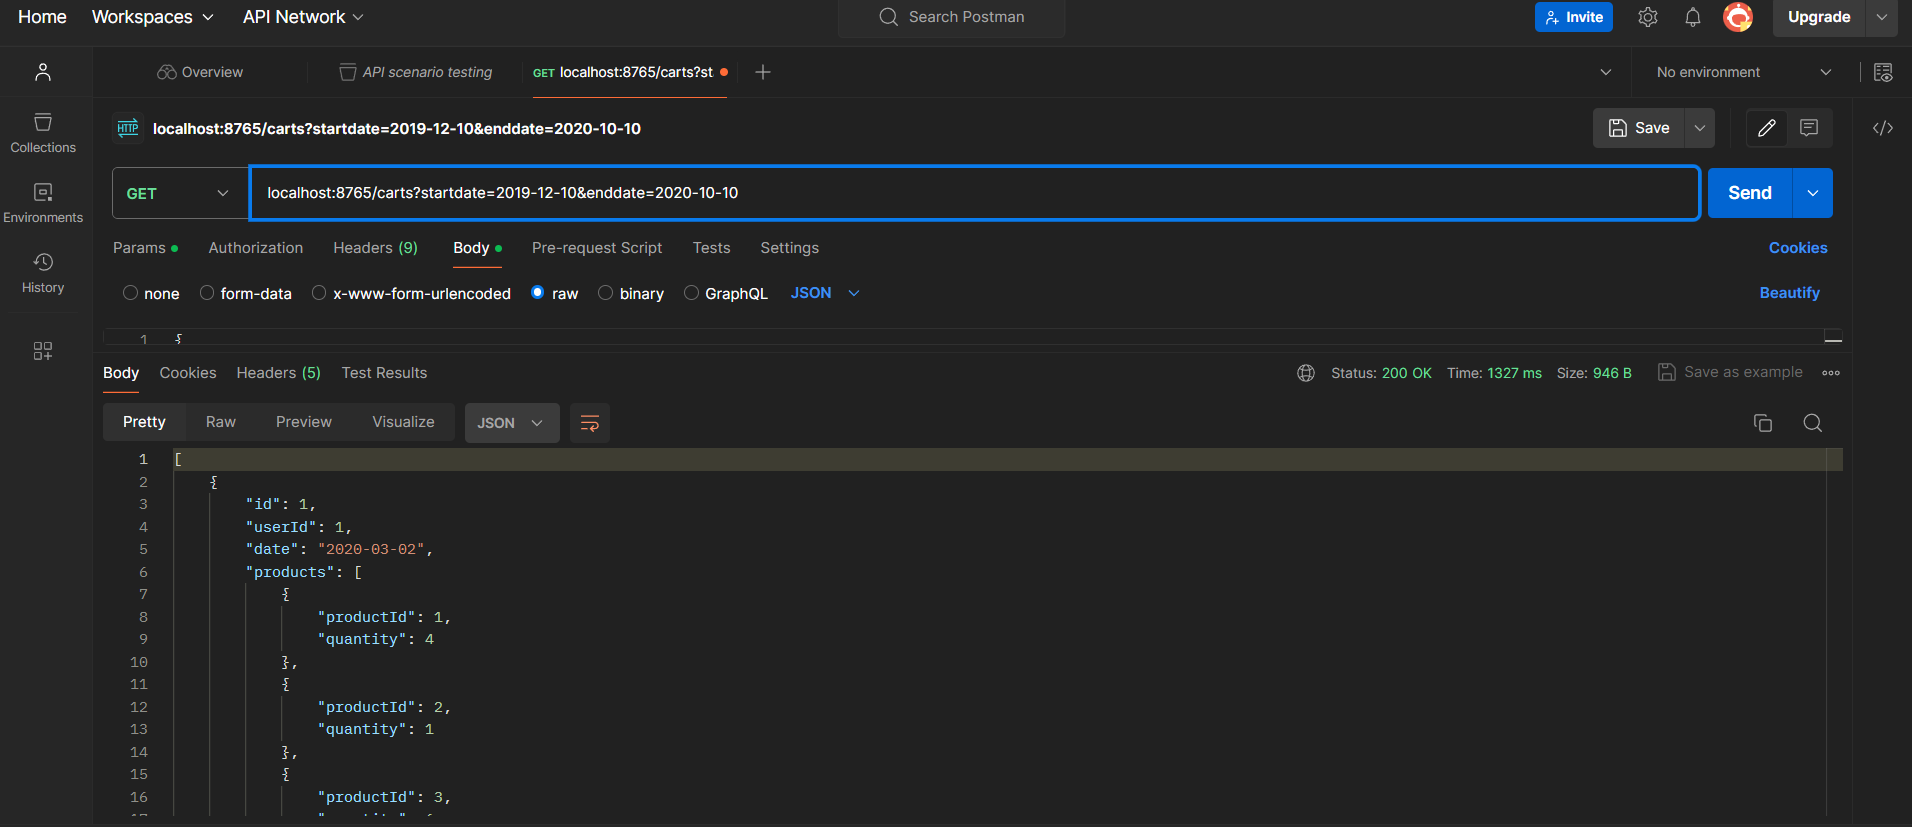 Home Workspaces API Network Search Postman Invite Upgrade
Overview API scenario testing GET localhost:8765/carts?st No environment
HTTP localhost:8765/carts?startdate=2019-12-10&enddate=2020-10-10 Save
Collections
GET localhost:8765/carts?startdate=2019-12-10&enddate=2020-10-10 Send
Environments
Params Authorization Headers (9) Body Pre-request Script Tests Settings Cookies
History
none form-data x-www-form-urlencoded raw binary GraphQL JSON Beautify
1 {
Body Cookies Headers (5) Test Results Status: 200 OK Time: 1327 ms Size: 946 B Save as example
Pretty Raw Preview Visualize JSON
1 [
2 {
3 "id": 1,
4 "userId": 1,
5 "date": "2020-03-02",
6 "products": [
7 {
8 "productId": 1,
9 "quantity": 4
10 },
11 {
12 "productId": 2,
13 "quantity": 1
14 },
15 {
16 "productId": 3,